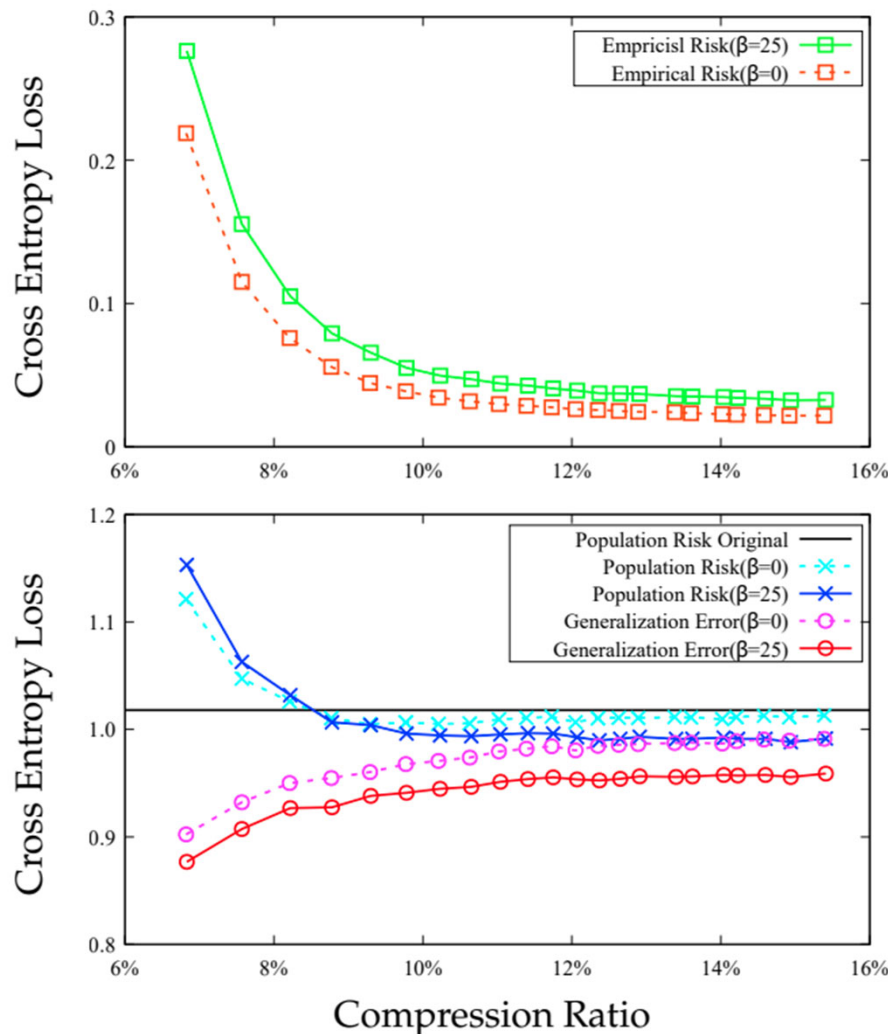 0.3
Empricisl Risk(β=25)
Empirical Risk(β=0)
Cross Entropy Loss
0.2
0.1
0
6%
8%
10%
12%
14%
16%
1.2
Population Risk Original
Population Risk(β=0)
Population Risk(β=25)
Generalization Error(β=0)
Generalization Error(β=25)
Cross Entropy Loss
1.1
1.0
0.9
0.8
6%
8%
10%
12%
14%
16%
Compression Ratio